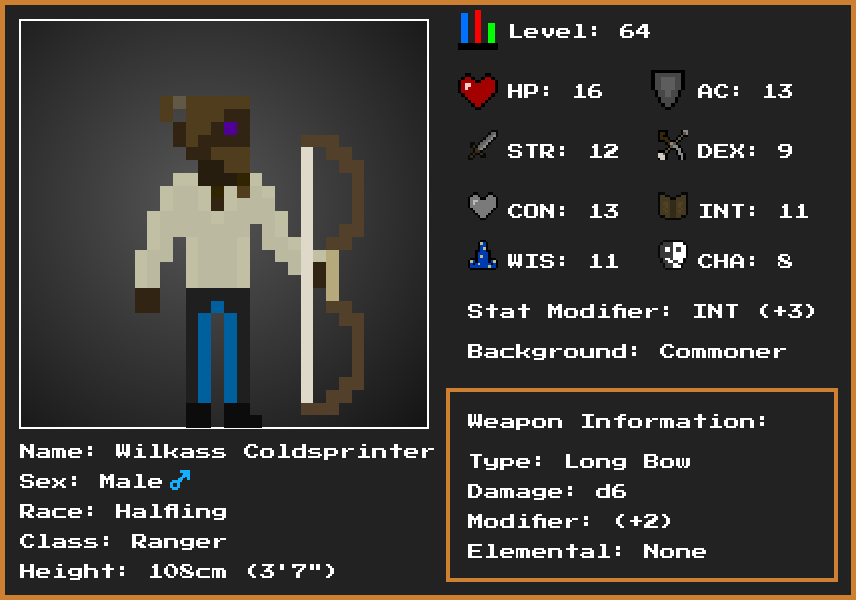 Level: 64
HP: 16
AC: 13
STR: 12
DEX: 9
CON: 13
INT: 11
WIS: 11
CHA: 8
Stat Modifier: INT (+3)
Background: Commoner
Weapon Information:
Type: Long Bow
Damage: d6
Modifier: (+2)
Elemental: None
Name: Wilkass Coldsprinter
Sex: Male♂
Race: Halfling
Class: Ranger
Height: 108cm (3'7")